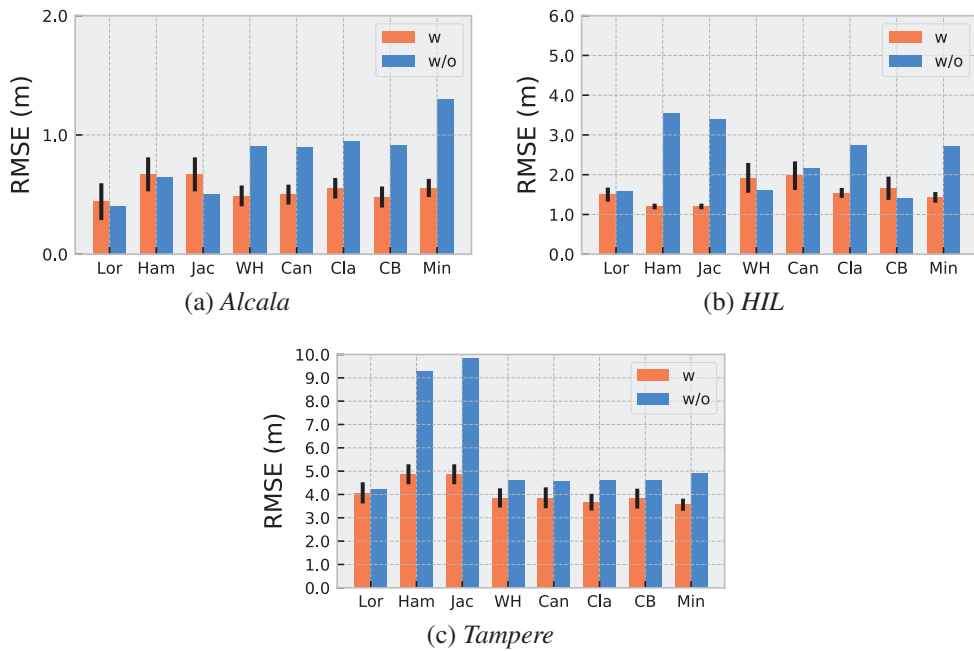 2.0
1.0
0.0
RMSE (m)
w
w/o
Lor Ham Jac WH Can Cla CB Min
(a) Alcala
6.0
5.0
4.0
3.0
2.0
1.0
0.0
RMSE (m)
w
w/o
Lor Ham Jac WH Can Cla CB Min
(b) HIL
10.0
9.0
8.0
7.0
6.0
5.0
4.0
3.0
2.0
1.0
0.0
RMSE (m)
w
w/o
Lor Ham Jac WH Can Cla CB Min
(c) Tampere